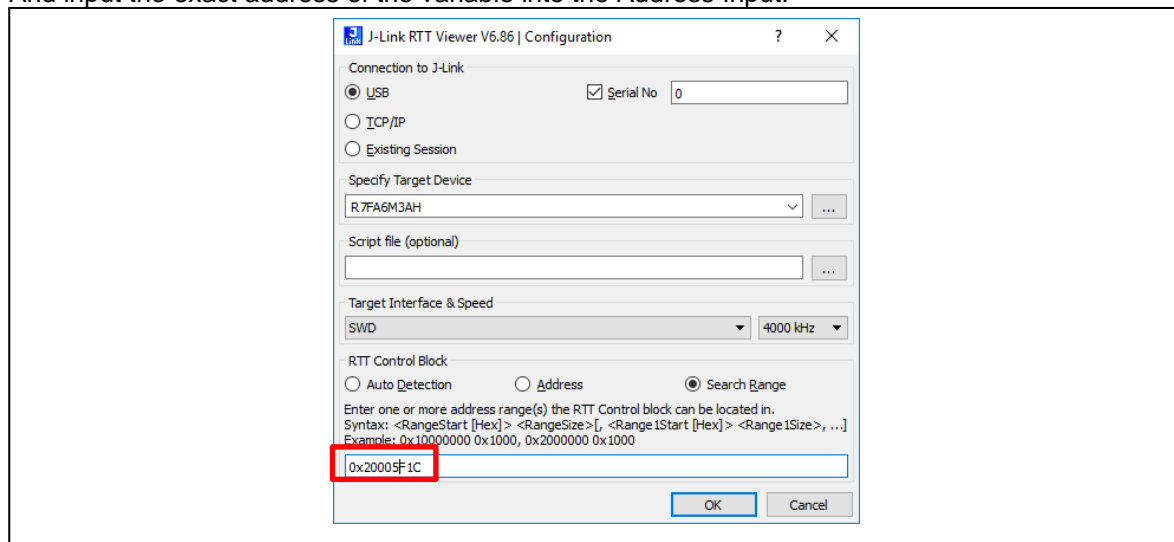 And input the exact address of the variable into the Address Input.
J-Link RTT Viewer V6.86 | Configuration ? ×
Connection to J-Link
USB Serial No 0
TCP/IP
Existing Session
Specify Target Device
R7FA6M3AH ...
Script file (optional)
...
Target Interface & Speed
SWD 4000 kHz
RTT Control Block
Auto Detection Address Search Range
Enter one or more address range(s) the RTT Control block can be located in.
Syntax: <RangeStart [Hex]> <RangeSize>[, <Range1Start [Hex]> <Range1Size>, ...]
Example: 0x10000000 0x1000, 0x2000000 0x1000
0x20005F1C
OK Cancel